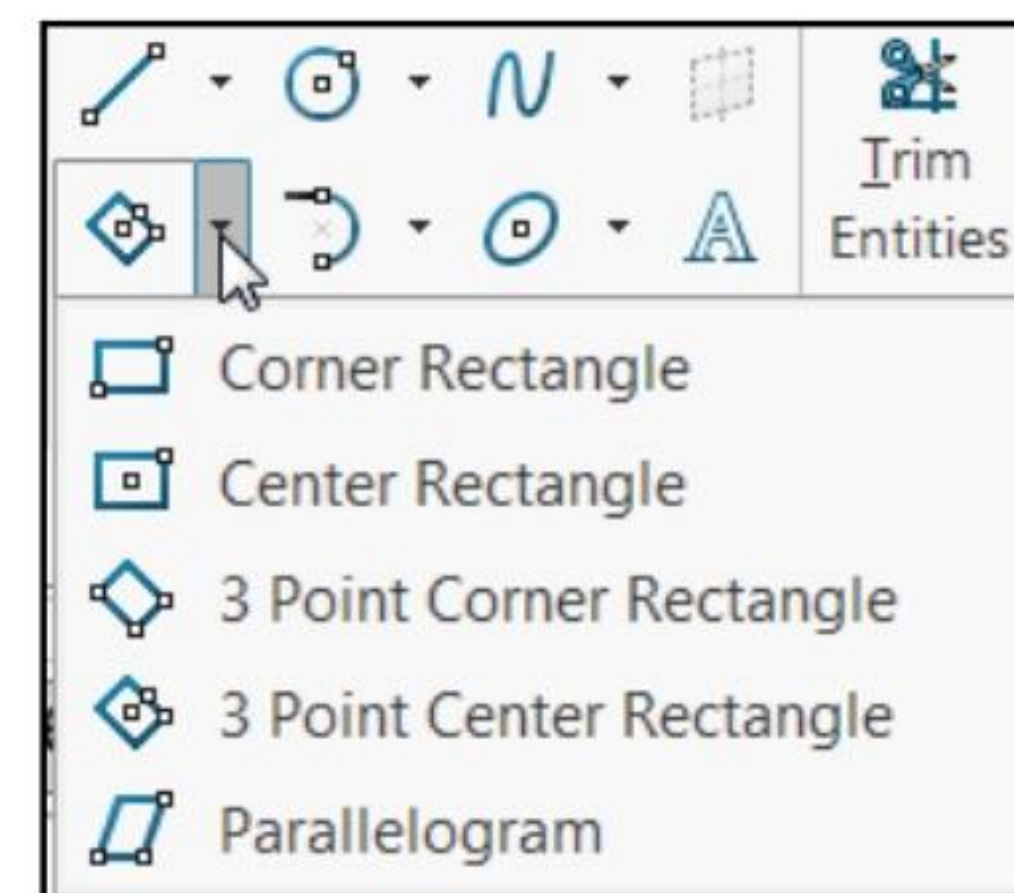 Trim
Entities
Corner Rectangle
Center Rectangle
3 Point Corner Rectangle
3 Point Center Rectangle
Parallelogram